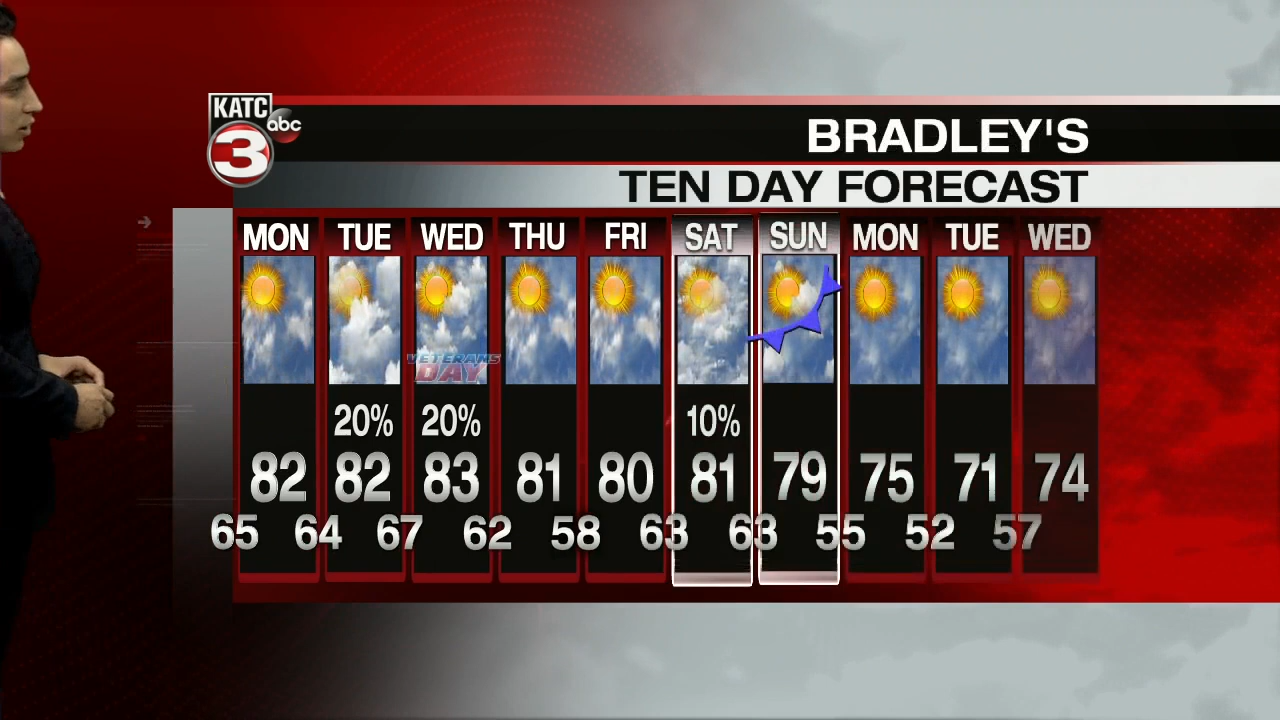 KATC
abc
3
BRADLEY'S
TEN DAY FORECAST
MON TUE WED THU FRI SAT SUN MON TUE WED
VETERANS
DAY
20% 20% 10%
82 82 83 81 80 81 79 75 71 74
65 64 67 62 58 63 63 55 52 57